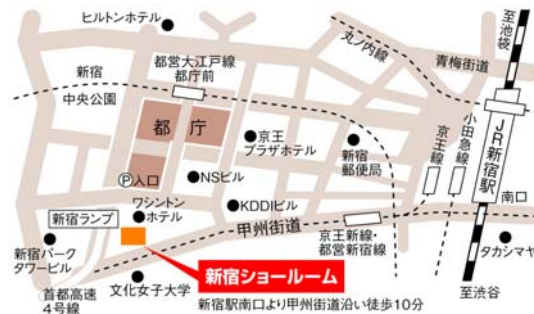 ヒルトンホテル
至池袋
丸ノ内線
青梅街道
都営大江戸線
都庁前
新宿
中央公園
都庁
京王
プラザホテル
新宿
郵便局
京王線
小田急線
JR新宿駅
Ⓟ入口
NSビル
南口
ワシントン
ホテル
KDDIビル
新宿ランプ
甲州街道
京王新線・
都営新宿線
タカシマヤ
新宿パーク
タワービル
首都高速
4号線
文化女子大学
新宿ショールーム
至渋谷
新宿駅南口より甲州街道沿い徒歩10分